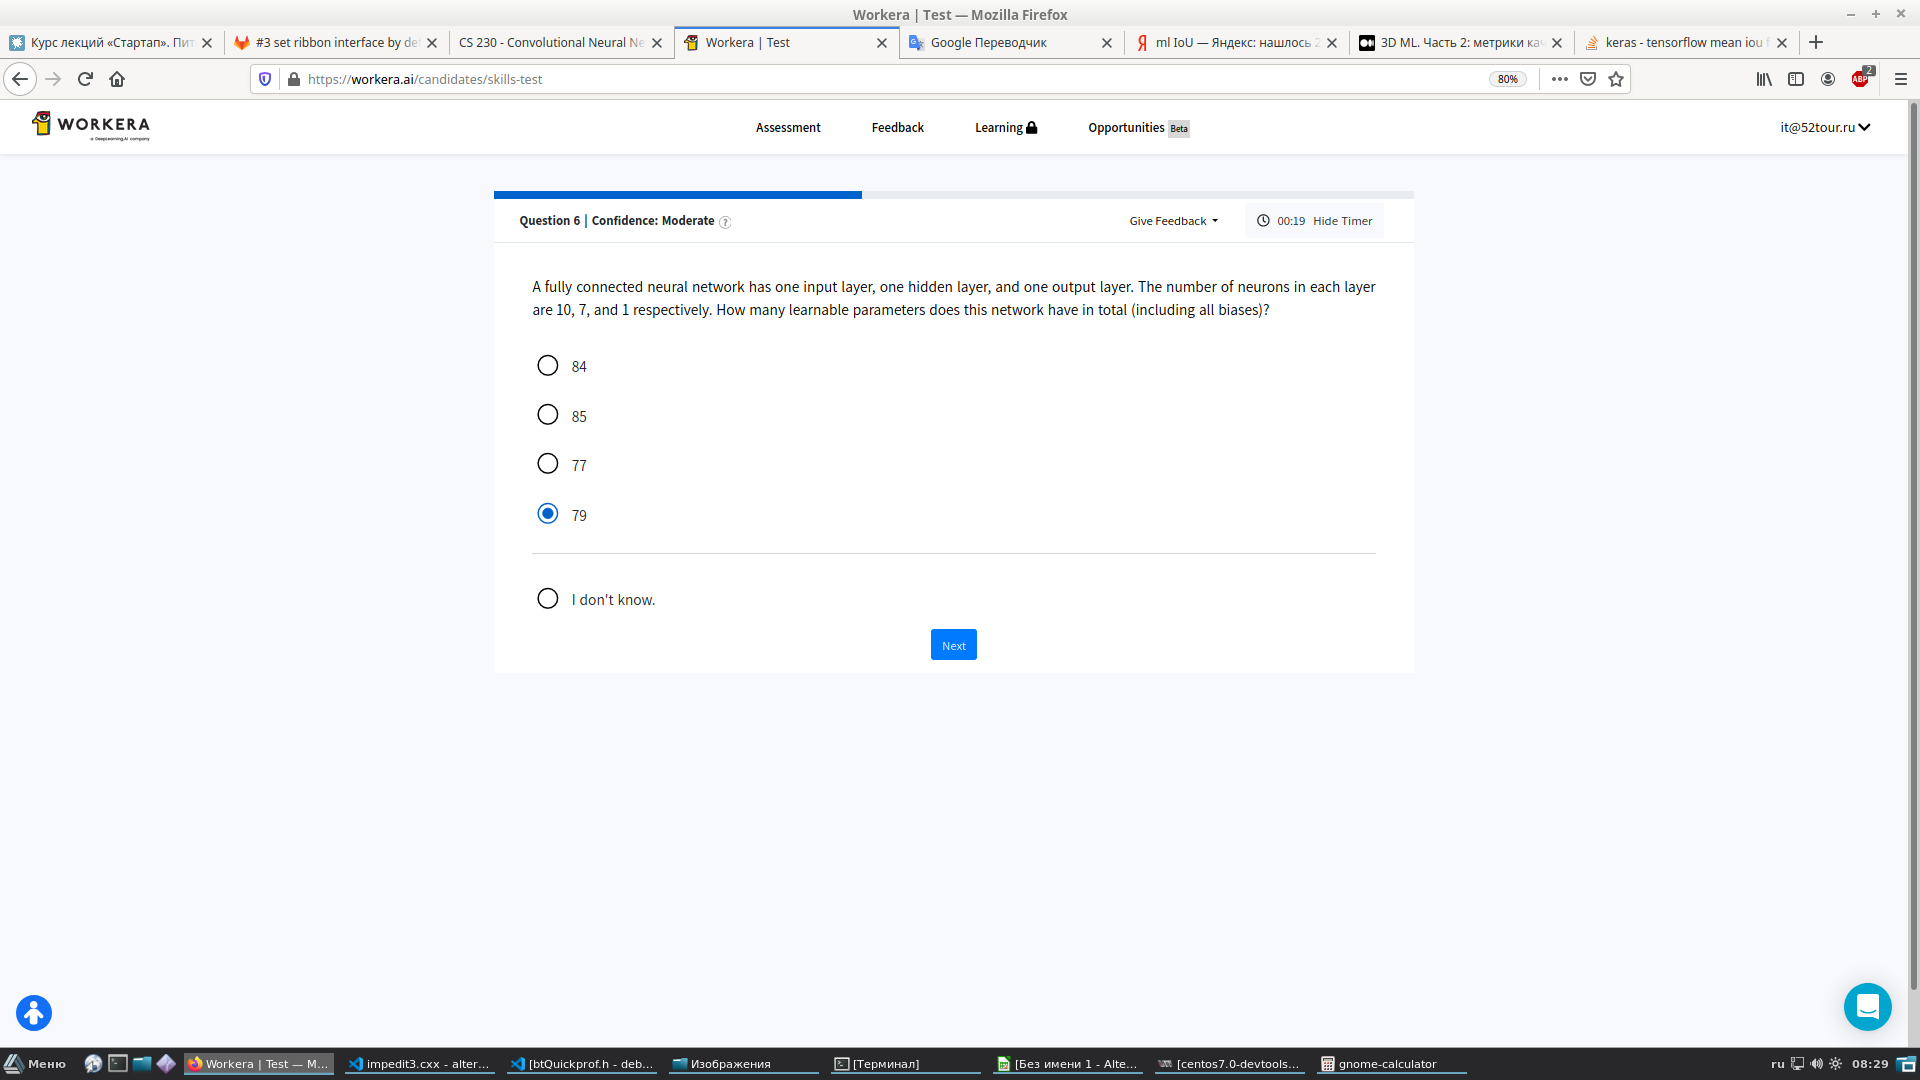 Workera | Test — Mozilla Firefox
Курс лекций «Стартап». Пит
#3 set ribbon interface by de
CS 230 - Convolutional Neural Ne
Workera | Test
Google Переводчик
ml IoU — Яндекс: нашлось 2
3D ML. Часть 2: метрики ка
keras - tensorflow mean iou f
https://workera.ai/candidates/skills-test
80%
ABP
2
WORKERA
a DeepLearning.AI company
Assessment
Feedback
Learning
Opportunities Beta
it@52tour.ru
Question 6 | Confidence: Moderate ?
Give Feedback
00:19 Hide Timer
A fully connected neural network has one input layer, one hidden layer, and one output layer. The number of neurons in each layer
are 10, 7, and 1 respectively. How many learnable parameters does this network have in total (including all biases)?
84
85
77
79
I don't know.
Next
Меню
Workera | Test — M...
impedit3.cxx - alter...
[btQuickprof.h - deb...
Изображения
[Терминал]
[Без имени 1 - Alte...
[centos7.0-devtools...
gnome-calculator
ru
08:29